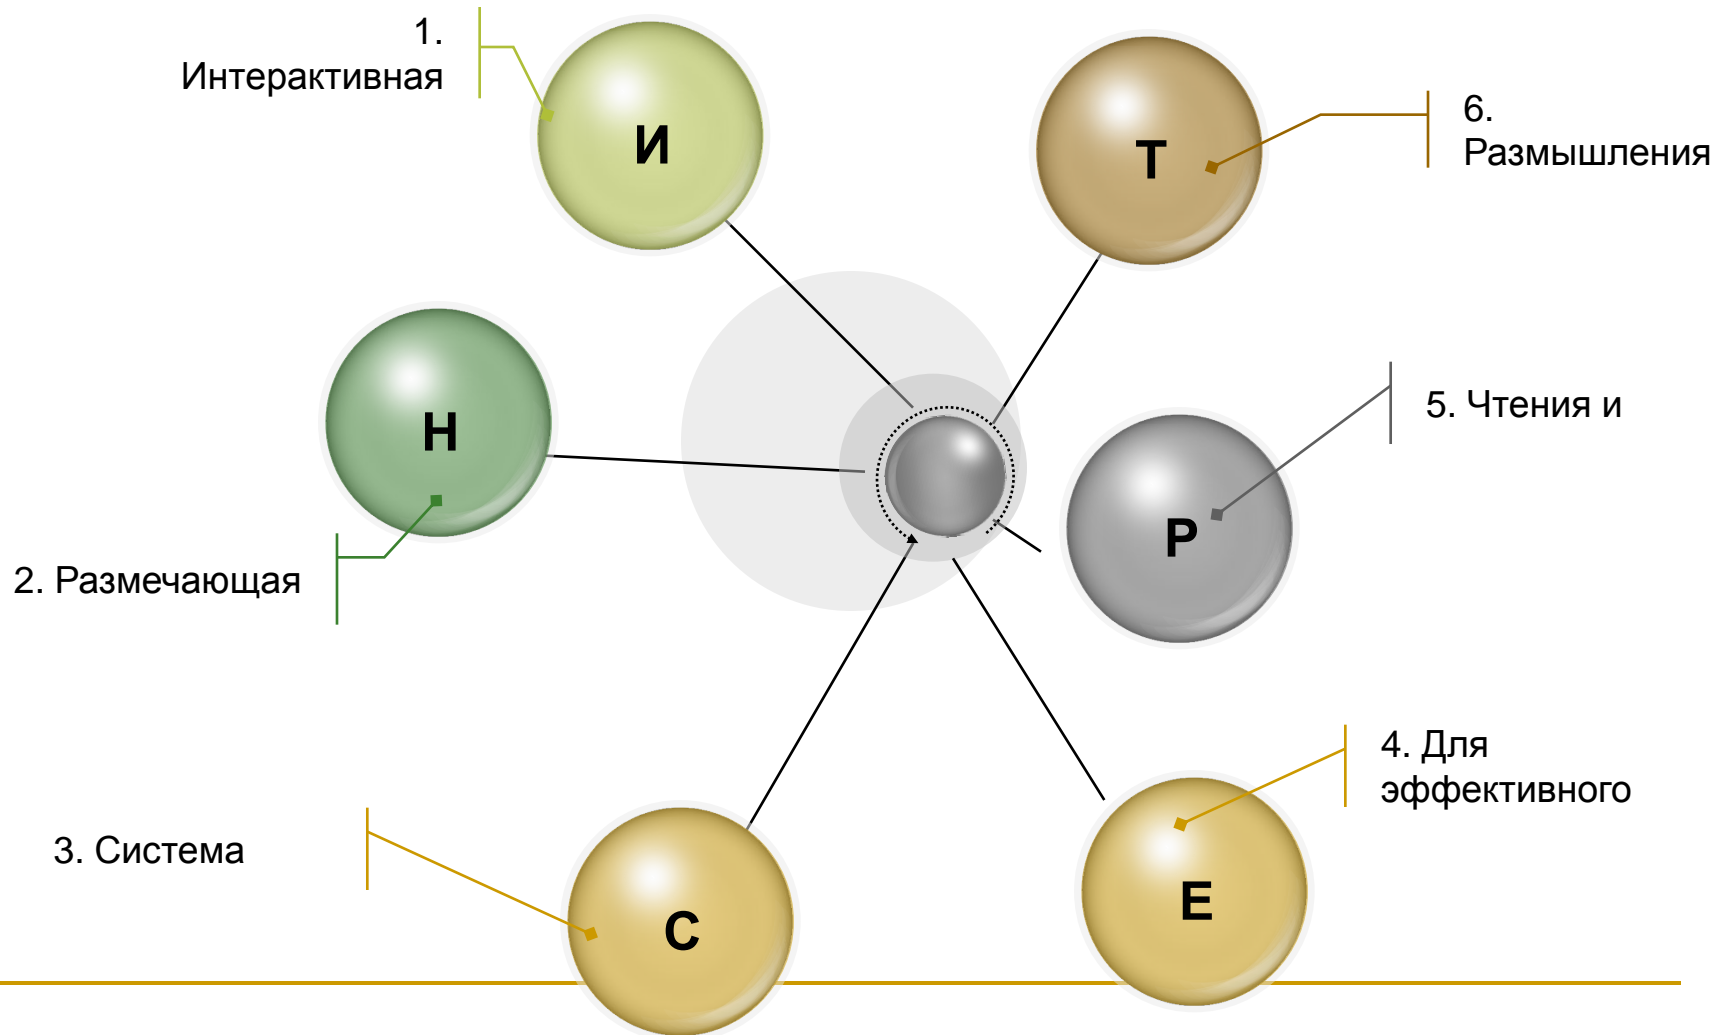 1.
Интерактивная
И
Т
6.
Размышления
Н
5. Чтения и
Р
2. Размечающая
4. Для
эффективного
3. Система
С
Е